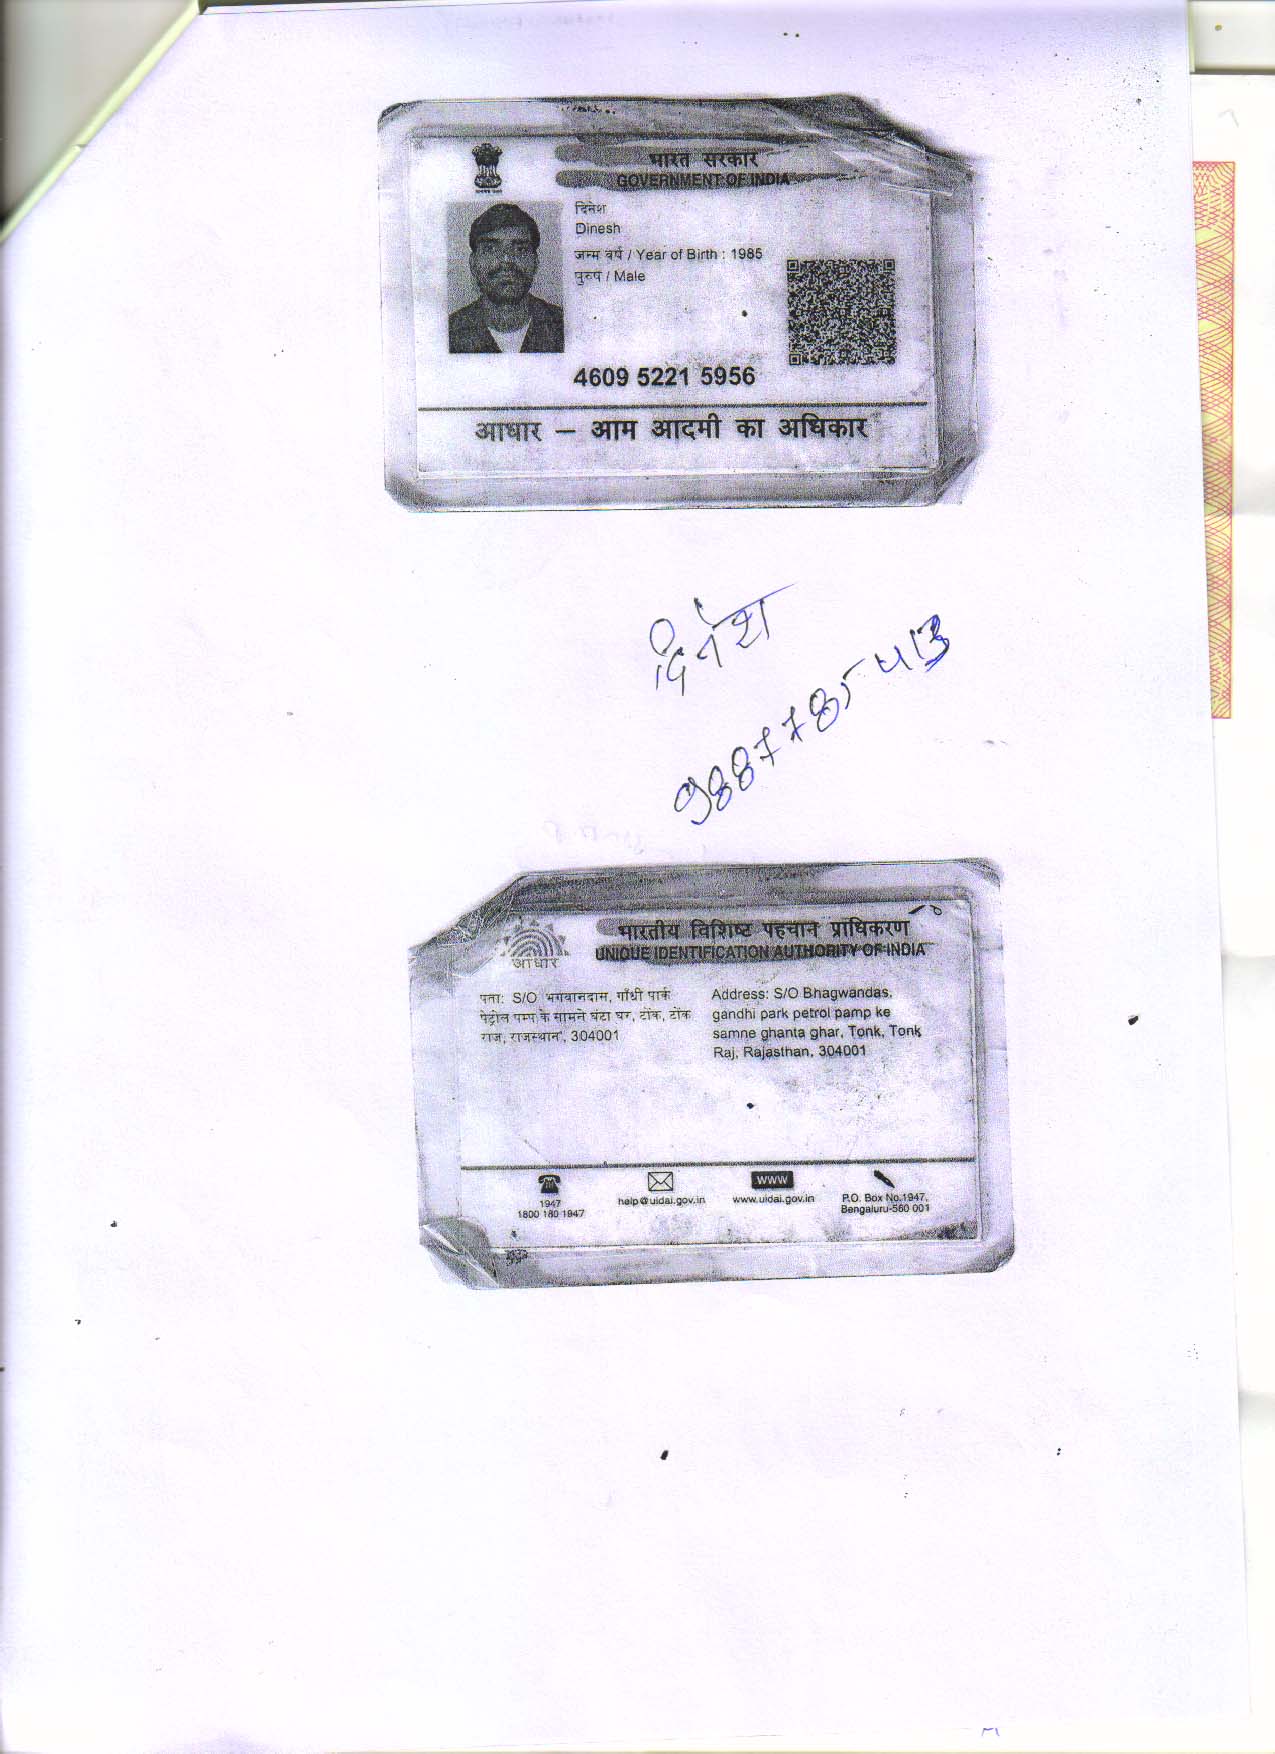 भारत सरकार
GOVERNMENT OF INDIA
दिनेश
Dinesh
जन्म वर्ष / Year of Birth : 1985
पुरुष / Male
4609 5221 5956
आधार – आम आदमी का अधिकार
दिनेश
9887785413
भारतीय विशिष्ट पहचान प्राधिकरण
UNIQUE IDENTIFICATION AUTHORITY OF INDIA
आधार
पता: S/O भगवानदास, गाँधी पार्क
पेट्रोल पम्प के सामने घंटा घर, टोंक, टोंक
राज, राजस्थान, 304001
Address: S/O Bhagwandas,
gandhi park petrol pamp ke
samne ghanta ghar, Tonk, Tonk
Raj, Rajasthan, 304001
1947
1800 180 1947
help@uidai.gov.in
www
www.uidai.gov.in
P.O. Box No.1947,
Bengaluru-560 001